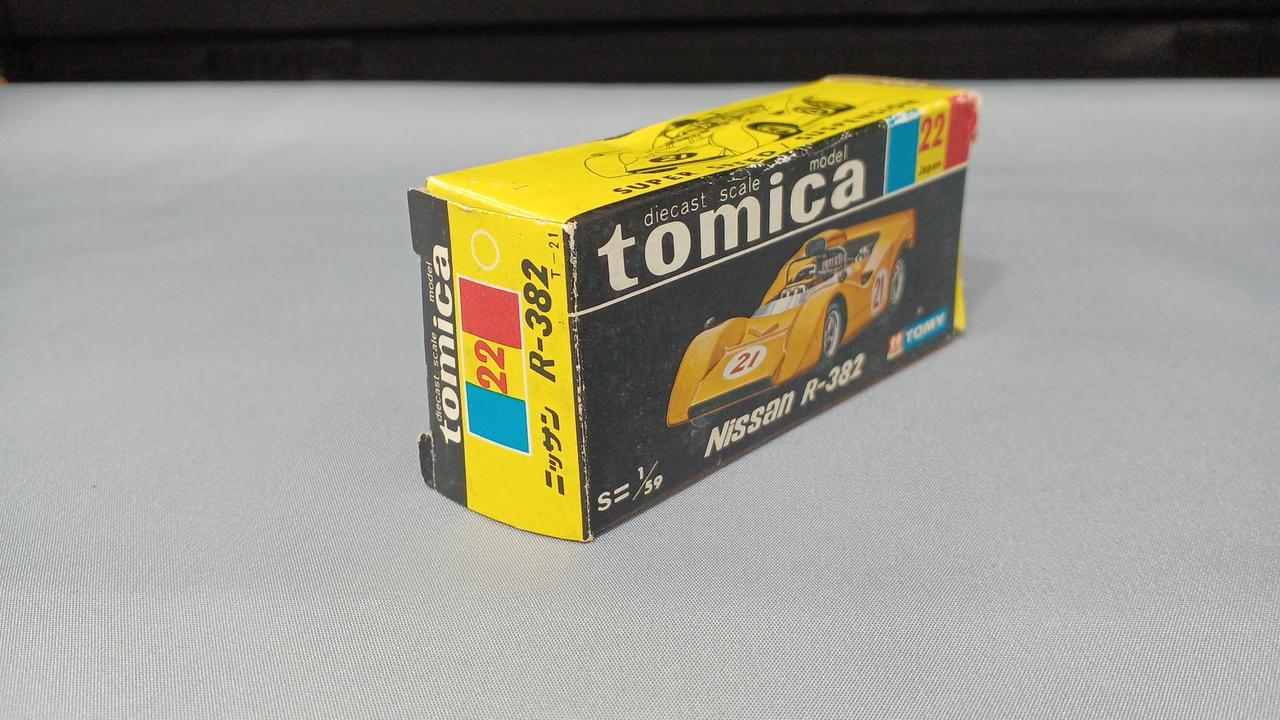 SUPER SPEED / SUSPENSION
diecast scale model
tomica
22
Japan
21
21
TOMY
Nissan R-382
S=1/59
diecast scale model
tomica
22
ニッサン R-382
T-21